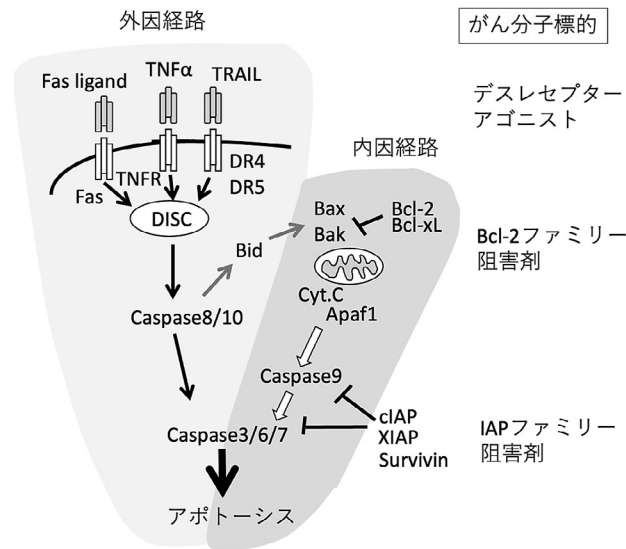 外因経路
がん分子標的
Fas ligand
TNFα
TRAIL
デスレセプター
アゴニスト
Fas
TNFR
DR4
DR5
DISC
内因経路
Bax
Bak
Bcl-2
Bcl-xL
Bid
Bcl-2ファミリー
阻害剤
Cyt.C
Apaf1
Caspase8/10
Caspase9
cIAP
XIAP
Survivin
Caspase3/6/7
IAPファミリー
阻害剤
アポトーシス